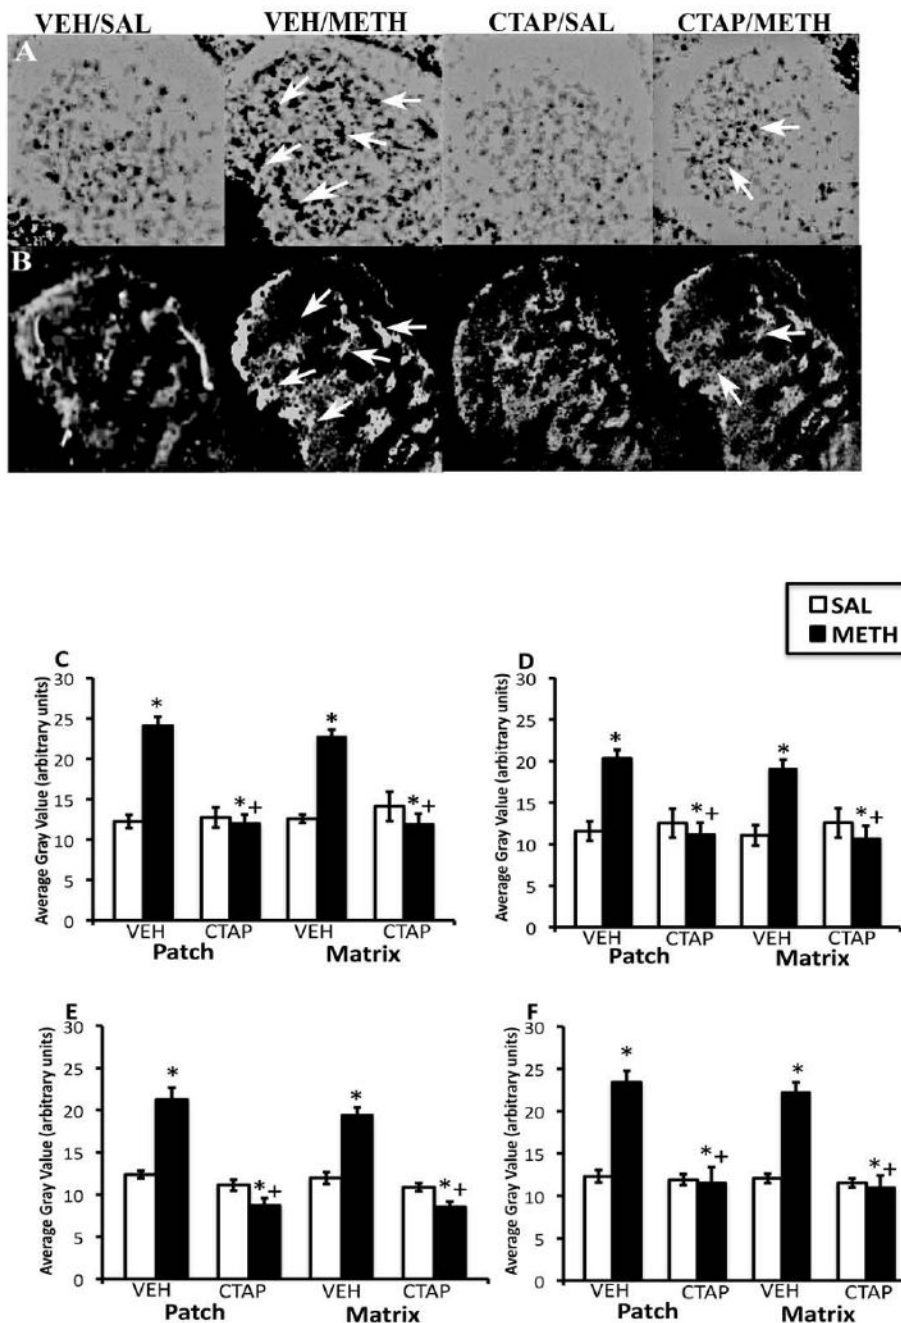 VEH/SAL VEH/METH CTAP/SAL CTAP/METH
A
B
SAL
METH
C
Average Gray Value (arbitrary units)
30
25
20
15
10
5
0
* *+ * *+
VEH CTAP VEH CTAP
Patch Matrix
D
Average Gray Value (arbitrary units)
30
25
20
15
10
5
0
* *+ * *+
VEH CTAP VEH CTAP
Patch Matrix
E
Average Gray Value (arbitrary units)
30
25
20
15
10
5
0
* *+ * *+
VEH CTAP VEH CTAP
Patch Matrix
F
Average Gray Value (arbitrary units)
30
25
20
15
10
5
0
* *+ * *+
VEH CTAP VEH CTAP
Patch Matrix